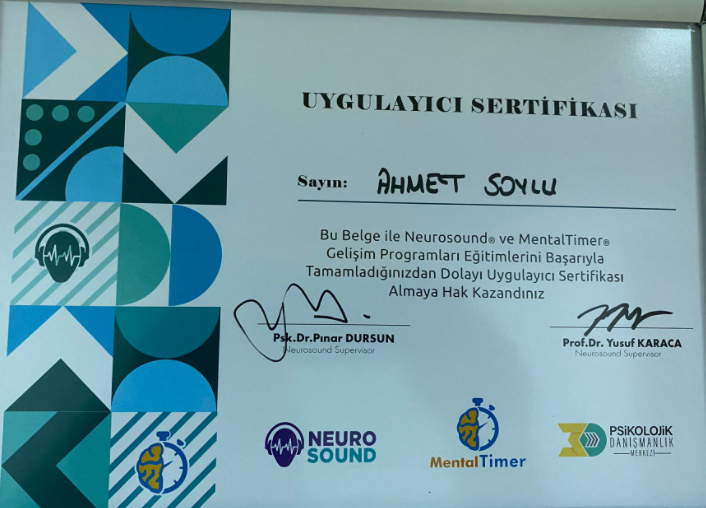 UYGULAYICI SERTİFİKASI
Sayın: AHMET SOYLU
Bu Belge ile Neurosound® ve MentalTimer®
Gelişim Programları Eğitimlerini Başarıyla
Tamamladığınızdan Dolayı Uygulayıcı Sertifikası
Almaya Hak Kazandınız
Psk.Dr.Pınar DURSUN
Neurosound Supervisor
Prof.Dr. Yusuf KARACA
Neurosound Supervisor
NEURO
SOUND
MentalTimer
3D PSİKOLOJİK
DANIŞMANLIK
MERKEZİ